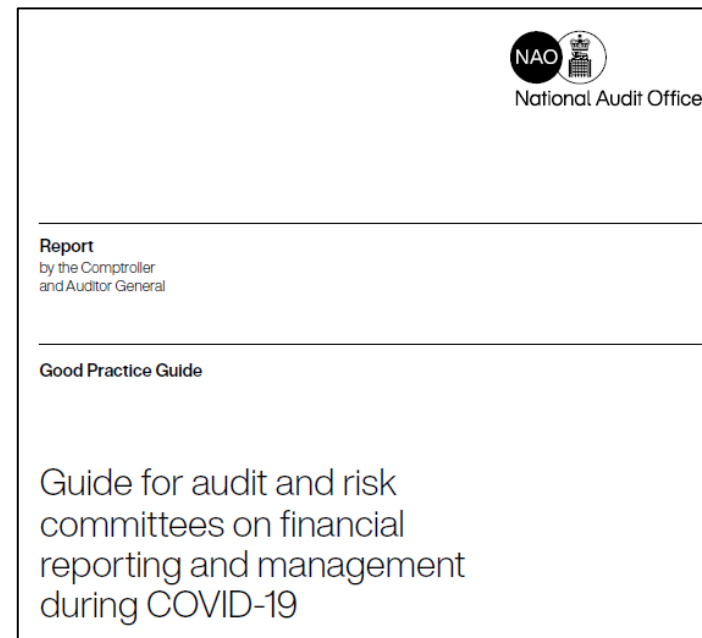 NAO
National Audit Office
Report
by the Comptroller
and Auditor General
Good Practice Guide
Guide for audit and risk
committees on financial
reporting and management
during COVID-19